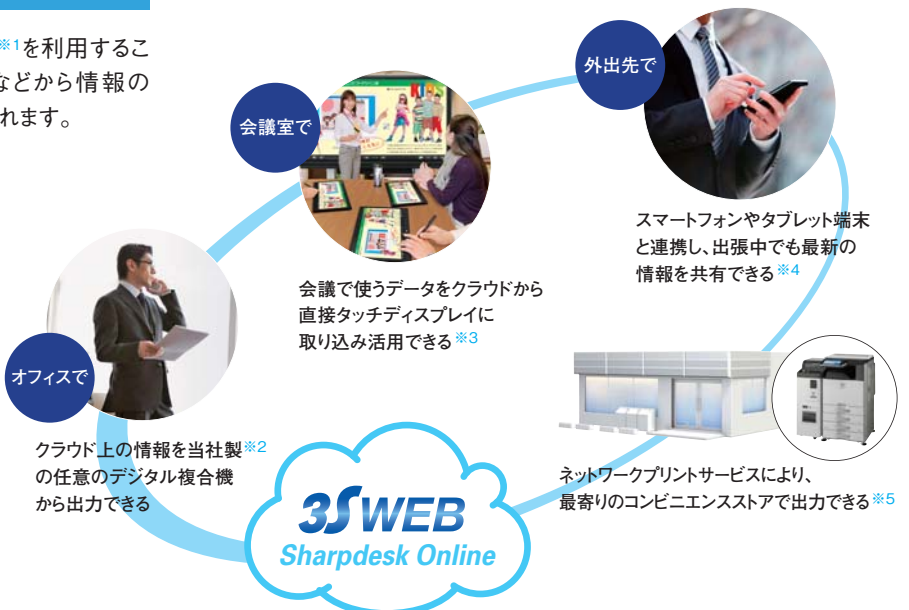 ※1を利用するこ
などから情報の
れます。
外出先で
会議室で
KIDS
スマートフォンやタブレット端末
と連携し、出張中でも最新の
情報を共有できる※4
会議で使うデータをクラウドから
直接タッチディスプレイに
取り込み活用できる※3
オフィスで
クラウド上の情報を当社製※2
の任意のデジタル複合機
から出力できる
ネットワークプリントサービスにより、
最寄りのコンビニエンスストアで出力できる※5
3S WEB
Sharpdesk Online